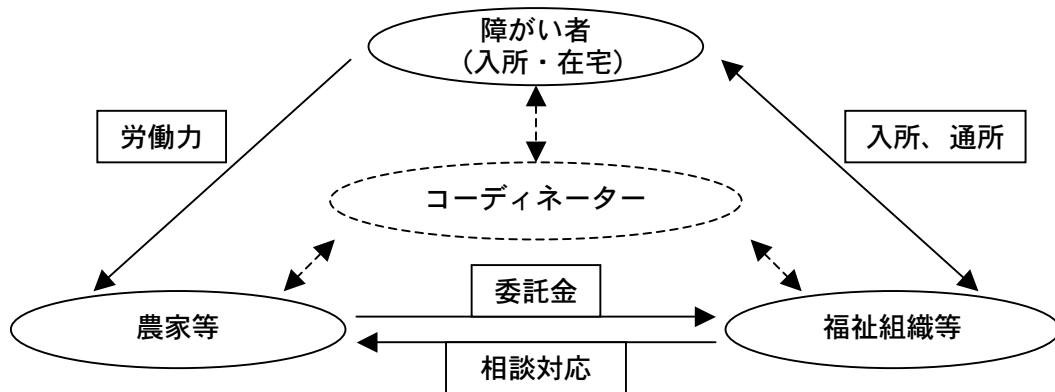 障がい者
（入所・在宅）
労働力
入所、通所
コーディネーター
委託金
農家等
福祉組織等
相談対応